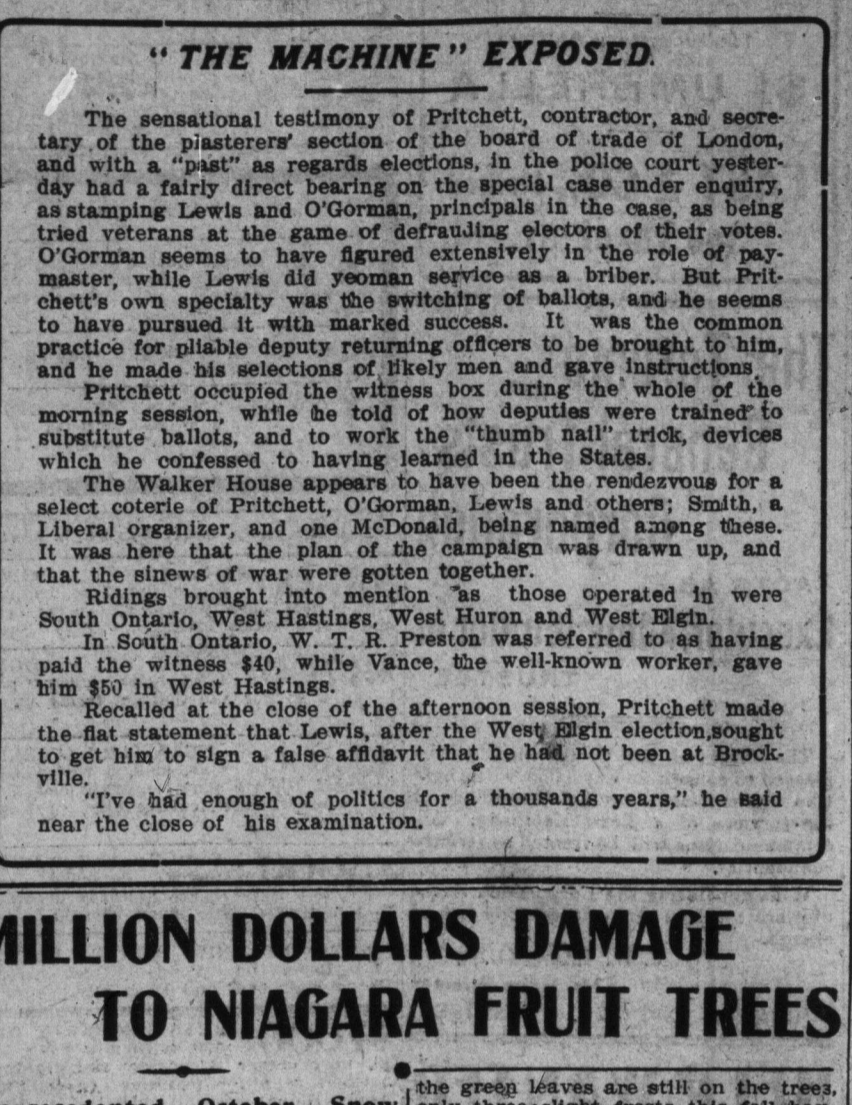 "THE MACHINE" EXPOSED.
The sensational testimony of Pritchett, contractor, and secre-
tary of the plasterers' section of the board of trade of London,
and with a "past" as regards elections, in the police court yester-
day had a fairly direct bearing on the special case under enquiry,
as stamping Lewis and O'Gorman, principals in the case, as being
tried veterans at the game of defrauding electors of their votes.
O'Gorman seems to have figured extensively in the role of pay-
master, while Lewis did yeoman service as a briber. But Prit-
chett's own specialty was the switching of ballots, and he seems
to have pursued it with marked success. It was the common
practice for pliable deputy returning officers to be brought to him,
and he made his selections of likely men and gave instructions.
Pritchett occupied the witness box during the whole of the
morning session, while he told of how deputies were trained to
substitute ballots, and to work the "thumb nail" trick, devices
which he confessed to having learned in the States.
The Walker House appears to have been the rendezvous for a
select coterie of Pritchett, O'Gorman, Lewis and others; Smith, a
Liberal organizer, and one McDonald, being named among these.
It was here that the plan of the campaign was drawn up, and
that the sinews of war were gotten together.
Ridings brought into mention as those operated in were
South Ontario, West Hastings, West Huron and West Elgin.
In South Ontario, W. T. R. Preston was referred to as having
paid the witness $40, while Vance, the well-known worker, gave
him $50 in West Hastings.
Recalled at the close of the afternoon session, Pritchett made
the flat statement that Lewis, after the West Elgin election, sought
to get him to sign a false affidavit that he had not been at Brock-
ville.
"I've had enough of politics for a thousands years," he said
near the close of his examination.
MILLION DOLLARS DAMAGE
TO NIAGARA FRUIT TREES
October Snow
the green leaves are still on the trees,